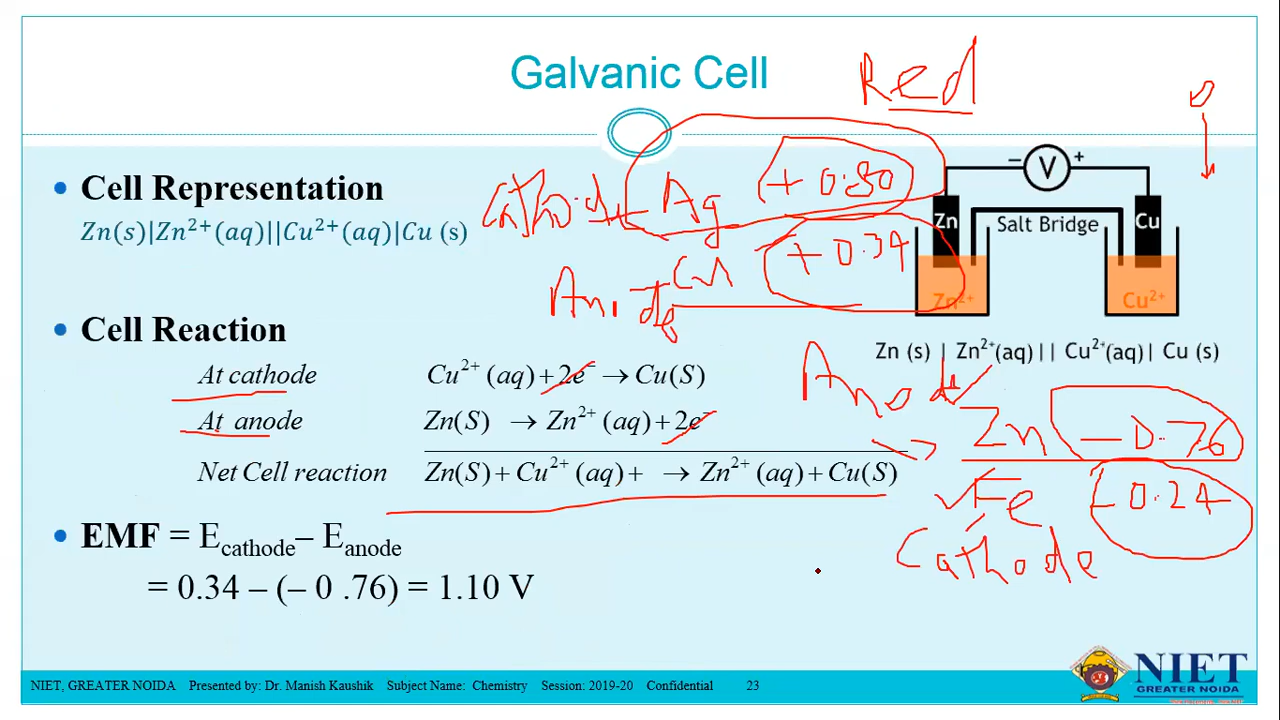 Galvanic Cell
Red
• Cell Representation
Zn(s)|Zn²⁺(aq)||Cu²⁺(aq)|Cu (s)
Cathode Ag + 0.80
Anode Cu + 0.34
− V +
Zn Salt Bridge Cu
Zn²⁺ Cu²⁺
Zn (s) | Zn²⁺(aq) || Cu²⁺(aq)| Cu (s)
• Cell Reaction
At cathode Cu²⁺(aq)+2e⁻ → Cu(S)
At anode Zn(S) → Zn²⁺(aq)+2e⁻
Net Cell reaction Zn(S)+Cu²⁺(aq)+ → Zn²⁺(aq)+Cu(S)
Anode
Zn −0.76
Fe −0.24
Cathode
• EMF = Ecathode– Eanode
= 0.34 – (– 0 .76) = 1.10 V
NIET, GREATER NOIDA Presented by: Dr. Manish Kaushik Subject Name: Chemistry Session: 2019-20 Confidential 23
NIET
GREATER NOIDA